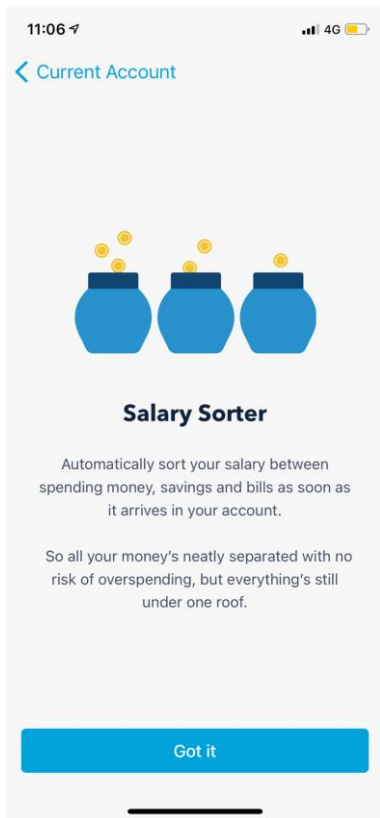 11:06
4G
Current Account
Salary Sorter
Automatically sort your salary between
spending money, savings and bills as soon as
it arrives in your account.
So all your money's neatly separated with no
risk of overspending, but everything's still
under one roof.
Got it